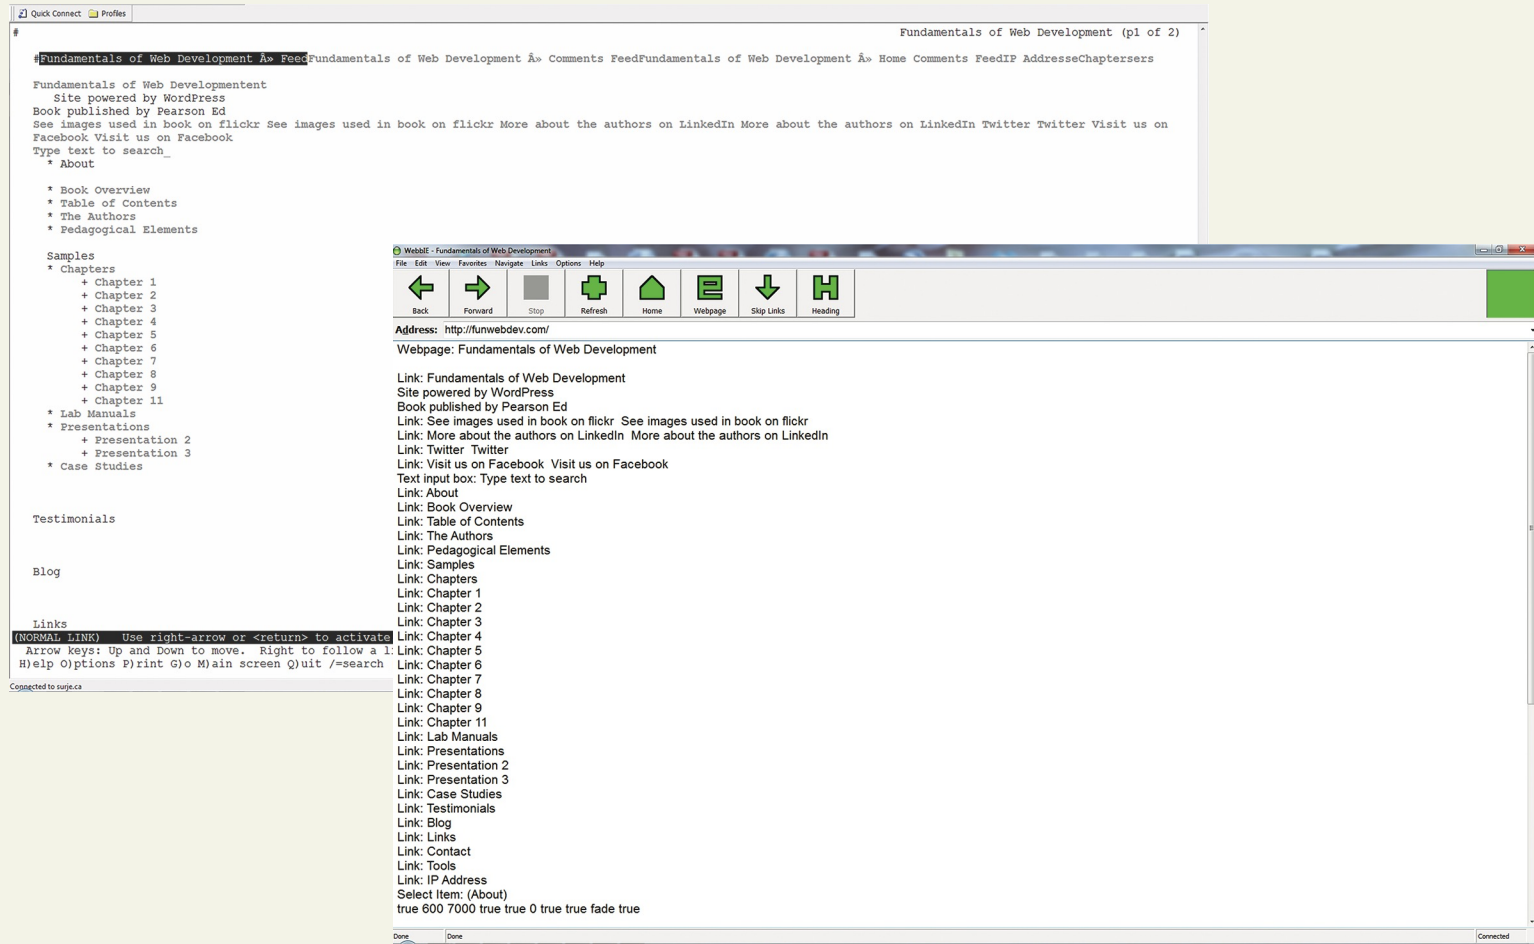 Quick Connect Profiles
# Fundamentals of Web Development (p1 of 2)
#Fundamentals of Web Development Â» FeedFundamentals of Web Development Â» Comments FeedFundamentals of Web Development Â» Home Comments FeedIP AddresseChaptersers
Fundamentals of Web Developmentent
Site powered by WordPress
Book published by Pearson Ed
See images used in book on flickr See images used in book on flickr More about the authors on LinkedIn More about the authors on LinkedIn Twitter Twitter Visit us on
Facebook Visit us on Facebook
Type text to search_
* About
* Book Overview
* Table of Contents
* The Authors
* Pedagogical Elements
Samples
* Chapters
+ Chapter 1
+ Chapter 2
+ Chapter 3
+ Chapter 4
+ Chapter 5
+ Chapter 6
+ Chapter 7
+ Chapter 8
+ Chapter 9
+ Chapter 11
* Lab Manuals
* Presentations
+ Presentation 2
+ Presentation 3
* Case Studies
Testimonials
Blog
Links
(NORMAL LINK) Use right-arrow or <return> to activate
Arrow keys: Up and Down to move. Right to follow a l
H)elp O)ptions P)rint G)o M)ain screen Q)uit /=search
Connected to surje.ca
WebbIE - Fundamentals of Web Development
File Edit View Favorites Navigate Links Options Help
Back Forward Stop Refresh Home Webpage Skip Links Heading
Address: http://funwebdev.com/
Webpage: Fundamentals of Web Development
Link: Fundamentals of Web Development
Site powered by WordPress
Book published by Pearson Ed
Link: See images used in book on flickr See images used in book on flickr
Link: More about the authors on LinkedIn More about the authors on LinkedIn
Link: Twitter Twitter
Link: Visit us on Facebook Visit us on Facebook
Text input box: Type text to search
Link: About
Link: Book Overview
Link: Table of Contents
Link: The Authors
Link: Pedagogical Elements
Link: Samples
Link: Chapters
Link: Chapter 1
Link: Chapter 2
Link: Chapter 3
Link: Chapter 4
Link: Chapter 5
Link: Chapter 6
Link: Chapter 7
Link: Chapter 8
Link: Chapter 9
Link: Chapter 11
Link: Lab Manuals
Link: Presentations
Link: Presentation 2
Link: Presentation 3
Link: Case Studies
Link: Testimonials
Link: Blog
Link: Links
Link: Contact
Link: Tools
Link: IP Address
Select Item: (About)
true 600 7000 true true 0 true true fade true
Done Done Connected